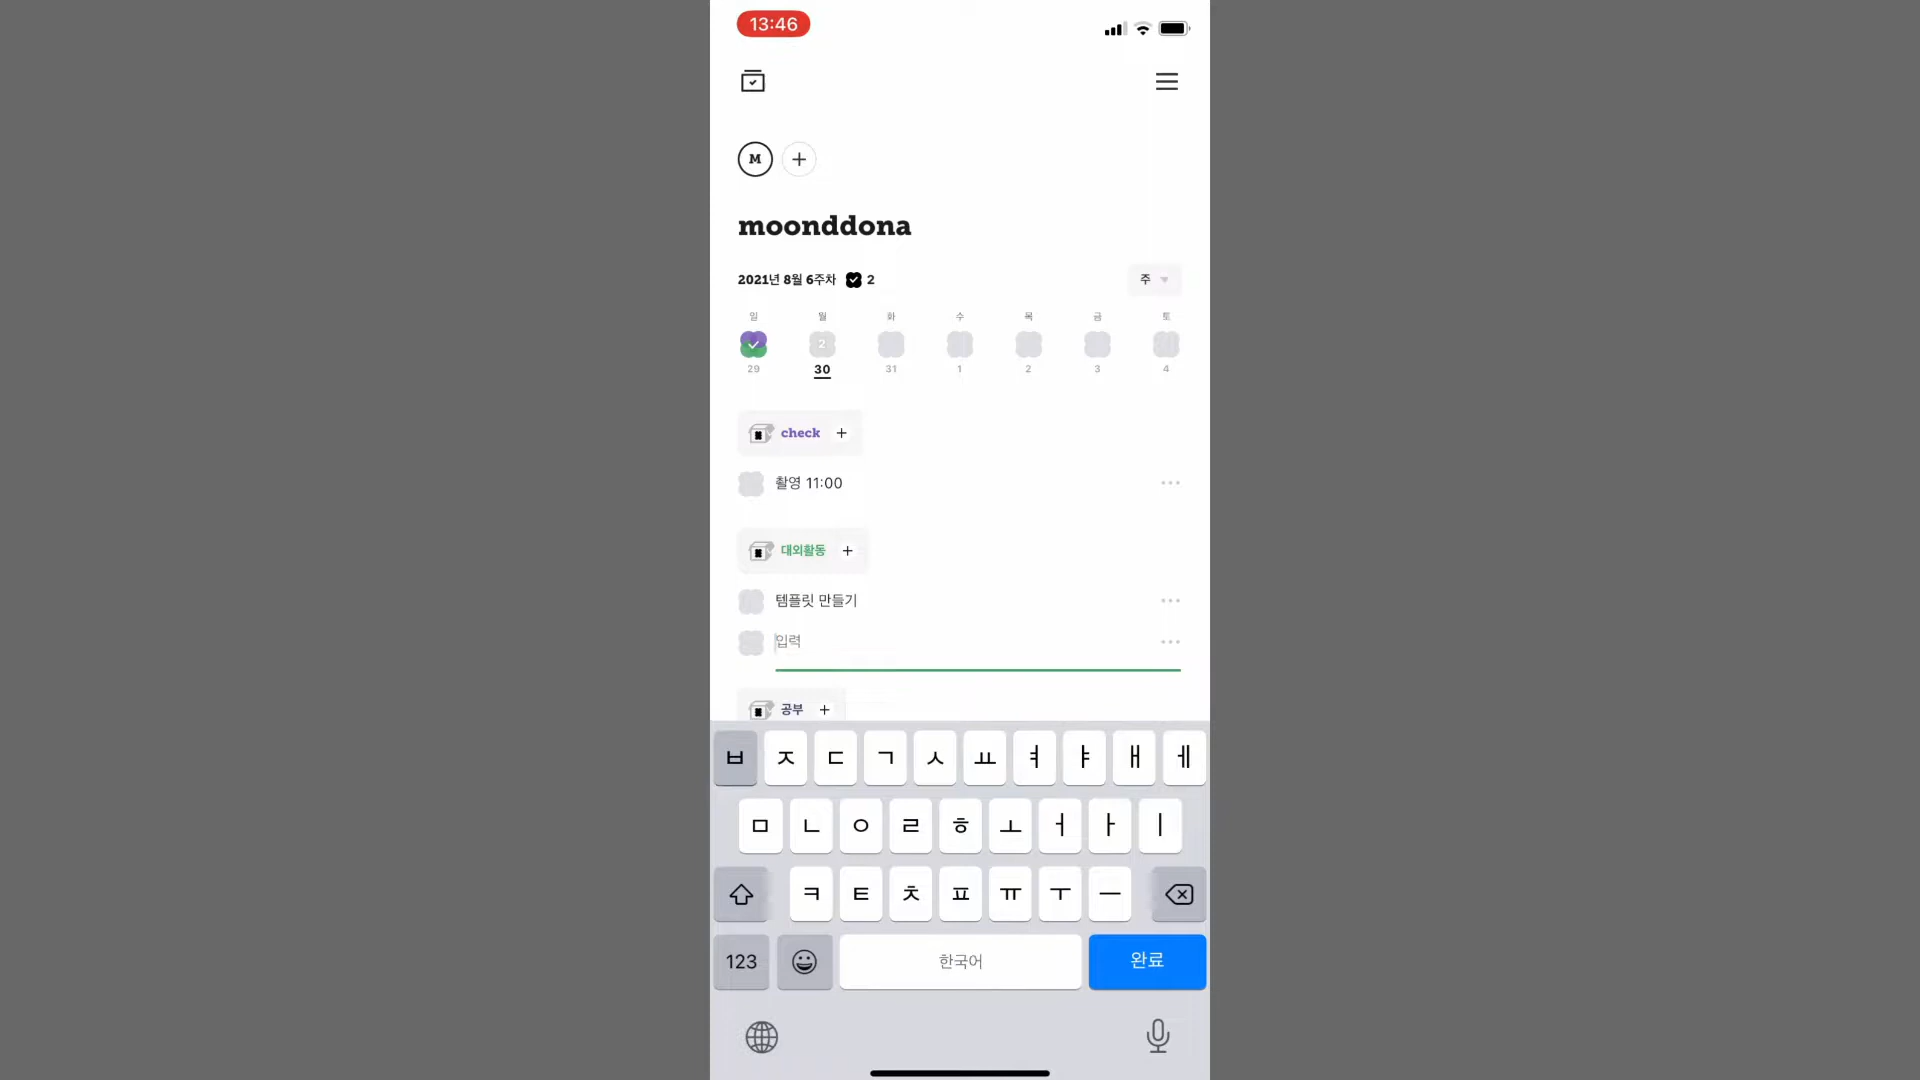 13:46
M +
moonddona
2021년 8월 6주차 2
주
일 월 화 수 목 금 토
2
29 30 31 1 2 3 4
check +
촬영 11:00
대외활동 +
템플릿 만들기
입력
공부 +
ㅂ ㅈ ㄷ ㄱ ㅅ ㅛ ㅕ ㅑ ㅐ ㅔ
ㅁ ㄴ ㅇ ㄹ ㅎ ㅗ ㅓ ㅏ ㅣ
ㅋ ㅌ ㅊ ㅍ ㅠ ㅜ ㅡ
123 한국어 완료